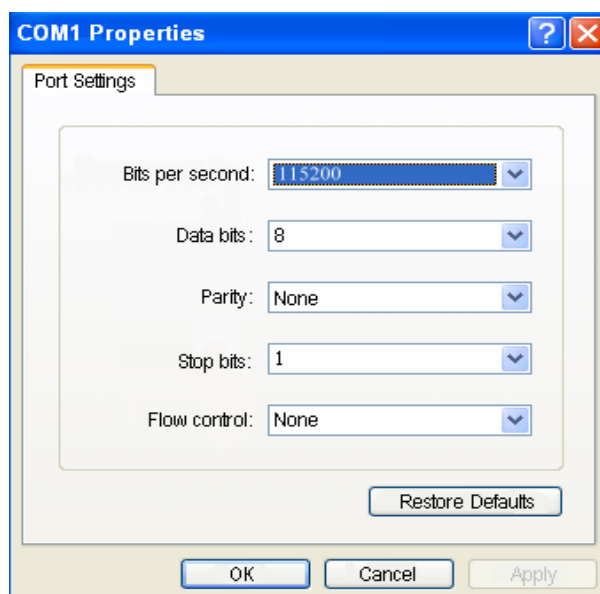 COM1 Properties
Port Settings
Bits per second: 115200
Data bits: 8
Parity: None
Stop bits: 1
Flow control: None
Restore Defaults
OK Cancel Apply